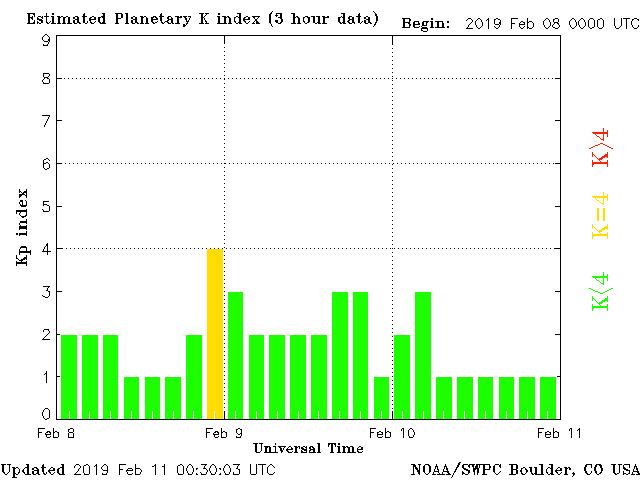 Estimated Planetary K index (3 hour data) Begin: 2019 Feb 08 0000 UTC
9
8
7
6
5
4
3
2
1
0
Kp index
K>4
K=4
K<4
Feb 8 Feb 9 Feb 10 Feb 11
Universal Time
Updated 2019 Feb 11 00:30:03 UTC NOAA/SWPC Boulder, CO USA